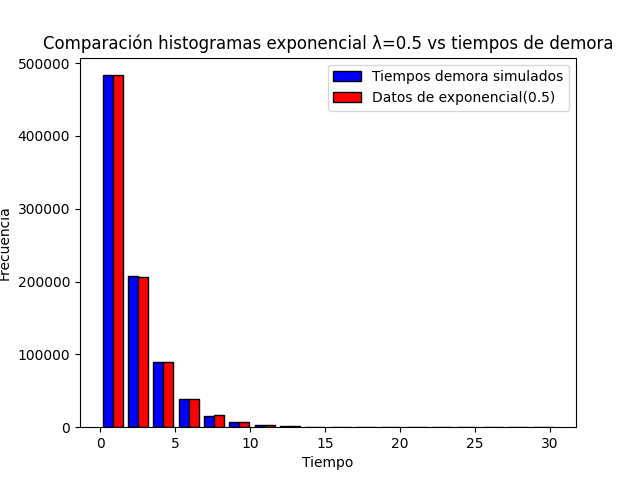 Comparación histogramas exponencial λ=0.5 vs tiempos de demora
500000
400000
300000
200000
100000
0
Frecuencia
Tiempos demora simulados
Datos de exponencial(0.5)
0 5 10 15 20 25 30
Tiempo